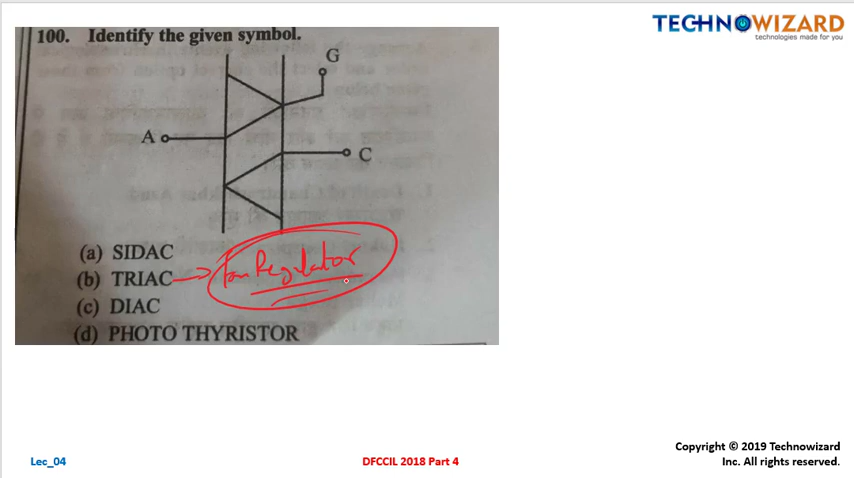 TECHNOWIZARD
technologies made for you
100. Identify the given symbol.
G
A
C
(a) SIDAC
(b) TRIAC → fan Regulator
(c) DIAC
(d) PHOTO THYRISTOR
Lec_04
DFCCIL 2018 Part 4
Copyright © 2019 Technowizard
Inc. All rights reserved.